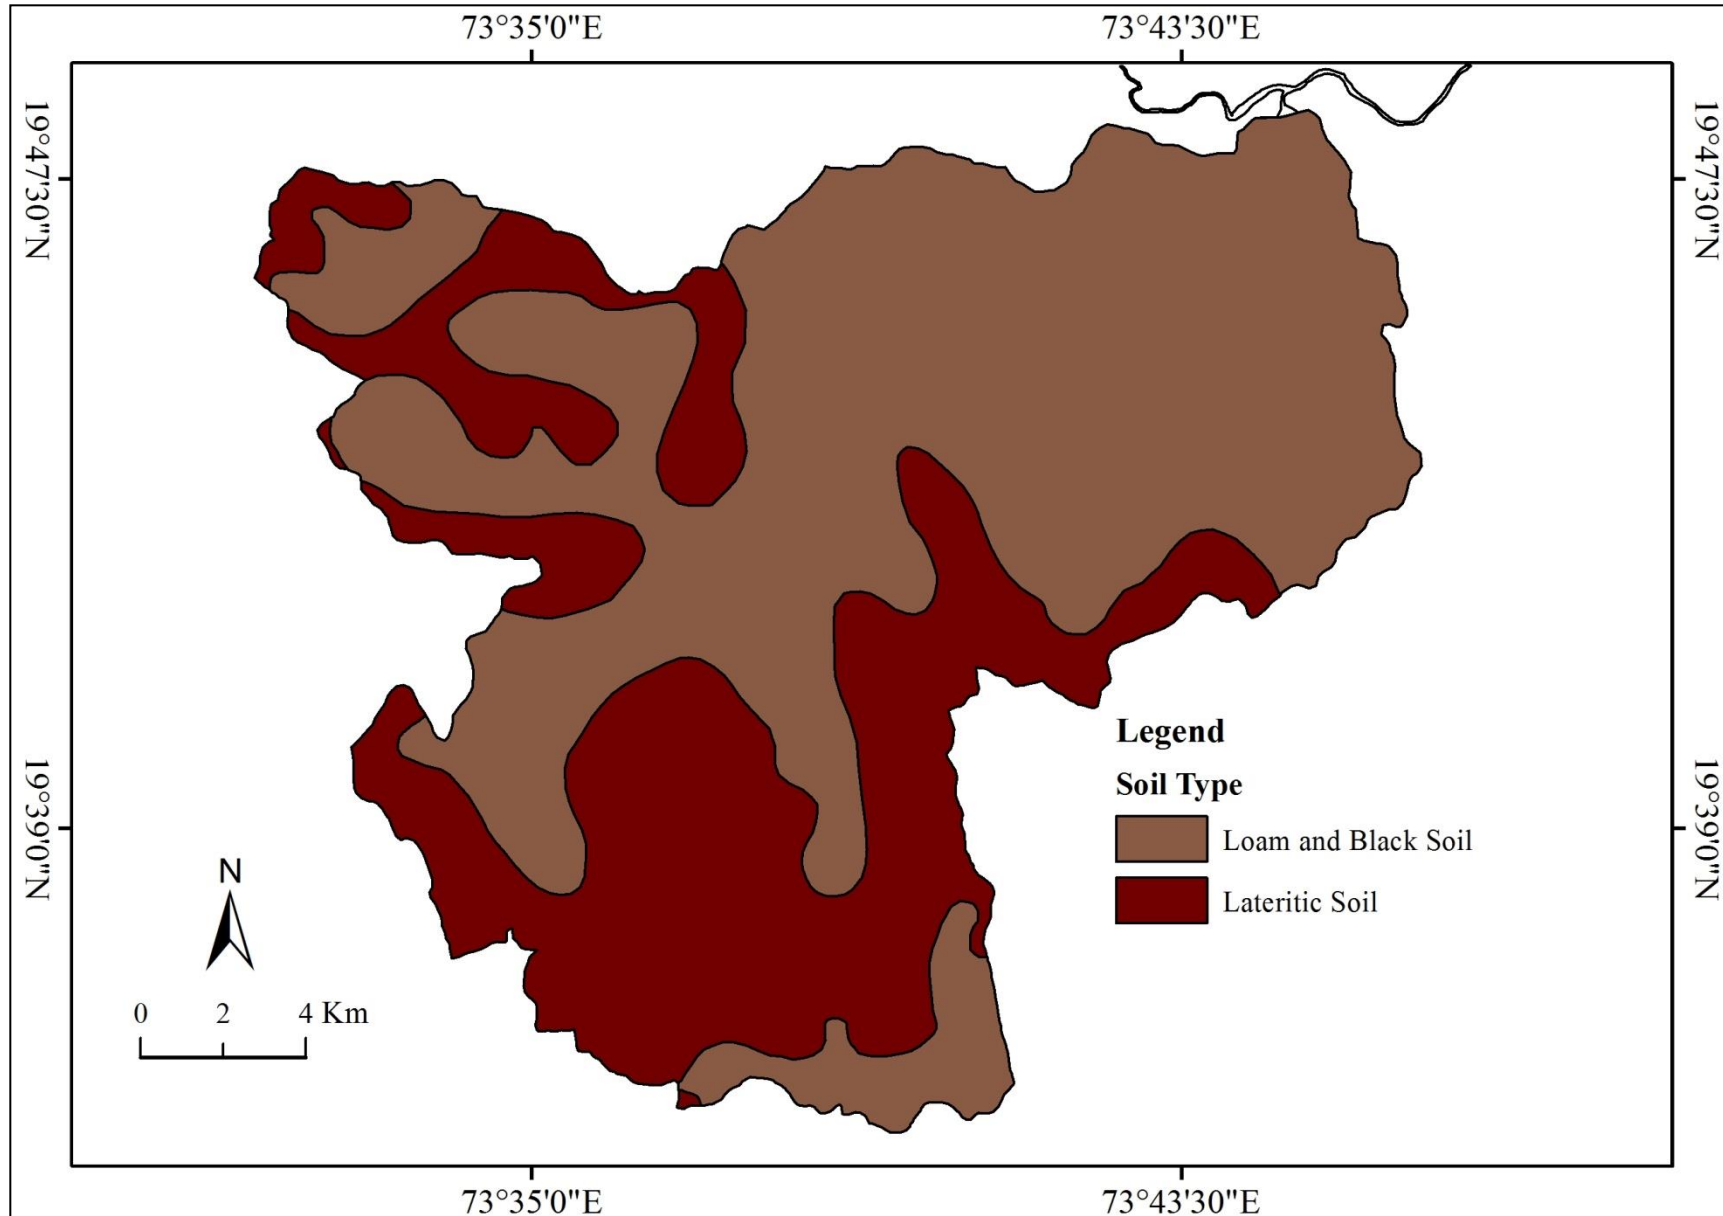 73°35'0"E 73°43'30"E
19°47'30"N 19°47'30"N
Legend
Soil Type
19°39'0"N 19°39'0"N
Loam and Black Soil
N
Lateritic Soil
0 2 4 Km
73°35'0"E 73°43'30"E